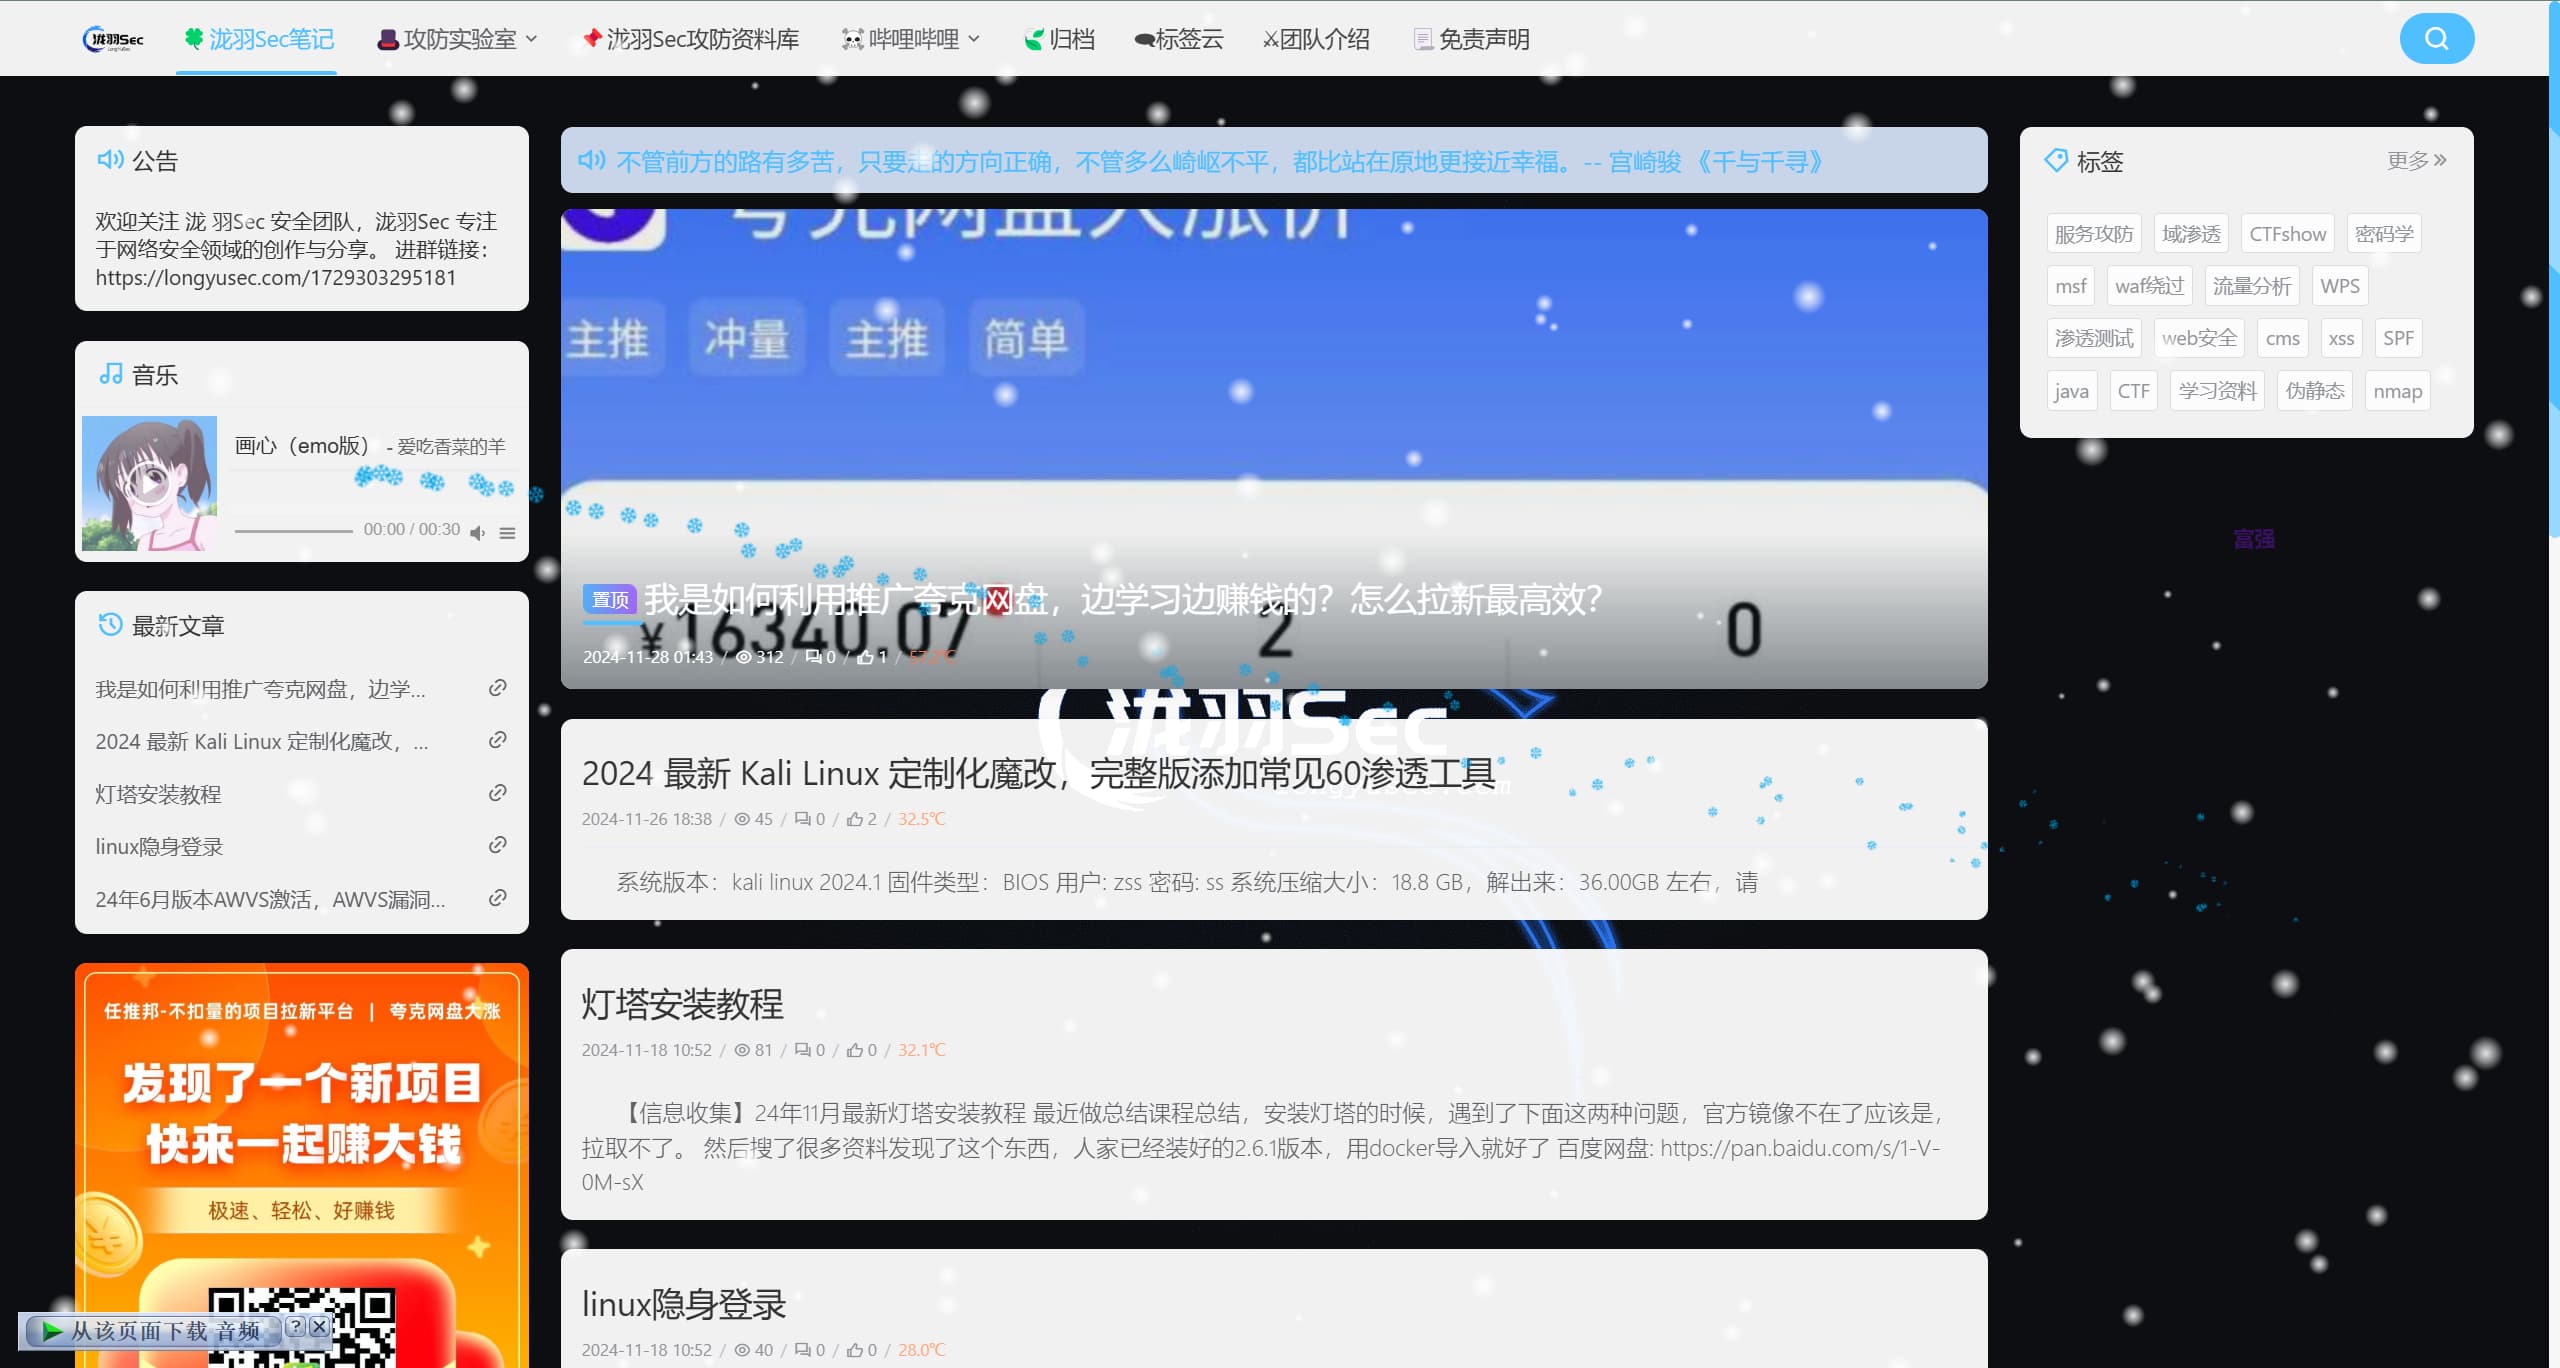 泷羽Sec 泷羽Sec笔记 攻防实验室 泷羽Sec攻防资料库 哔哩哔哩 归档 标签云 团队介绍 免责声明
公告
欢迎关注 泷 羽Sec 安全团队，泷羽Sec 专注
于网络安全领域的创作与分享。 进群链接：
https://longyusec.com/1729303295181
音乐
画心（emo版） - 爱吃香菜的羊
00:00 / 00:30
最新文章
我是如何利用推广夸克网盘，边学...
2024 最新 Kali Linux 定制化魔改，...
灯塔安装教程
linux隐身登录
24年6月版本AWVS激活，AWVS漏洞...
任推邦-不扣量的项目拉新平台 | 夸克网盘大涨
发现了一个新项目
快来一起赚大钱
极速、轻松、好赚钱
从该页面下载 音频 ?
不管前方的路有多苦，只要走的方向正确，不管多么崎岖不平，都比站在原地更接近幸福。-- 宫崎骏 《千与千寻》
夸克网盘大涨价
主推 冲量 主推 简单
置顶 我是如何利用推广夸克网盘，边学习边赚钱的？怎么拉新最高效？
¥16340.07 2 0
2024-11-28 01:43 / 312 / 0 / 1 / 57.2℃
泷羽Sec
2024 最新 Kali Linux 定制化魔改，完整版添加常见60渗透工具
2024-11-26 18:38 / 45 / 0 / 2 / 32.5℃
系统版本：kali linux 2024.1 固件类型：BIOS 用户: zss 密码: ss 系统压缩大小：18.8 GB，解出来：36.00GB 左右，请
灯塔安装教程
2024-11-18 10:52 / 81 / 0 / 0 / 32.1℃
【信息收集】24年11月最新灯塔安装教程 最近做总结课程总结，安装灯塔的时候，遇到了下面这两种问题，官方镜像不在了应该是，
拉取不了。 然后搜了很多资料发现了这个东西，人家已经装好的2.6.1版本，用docker导入就好了 百度网盘: https://pan.baidu.com/s/1-V-
0M-sX
linux隐身登录
2024-11-18 10:52 / 40 / 0 / 0 / 28.0℃
标签 更多
服务攻防 域渗透 CTFshow 密码学
msf waf绕过 流量分析 WPS
渗透测试 web安全 cms xss SPF
java CTF 学习资料 伪静态 nmap
富强